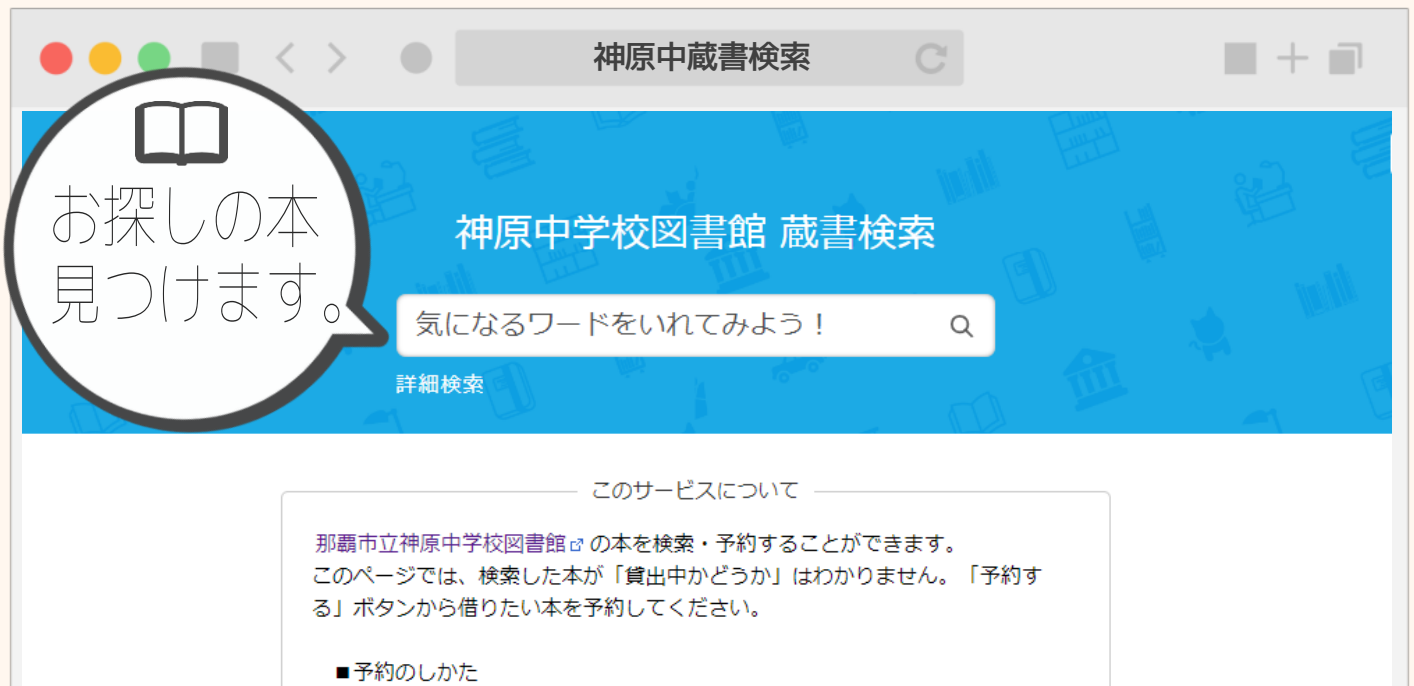 神原中蔵書検索
お探しの本
見つけます。
神原中学校図書館 蔵書検索
気になるワードをいれてみよう！
詳細検索
このサービスについて
那覇市立神原中学校図書館 の本を検索・予約することができます。
このページでは、検索した本が「貸出中かどうか」はわかりません。「予約す
る」ボタンから借りたい本を予約してください。
■予約のしかた